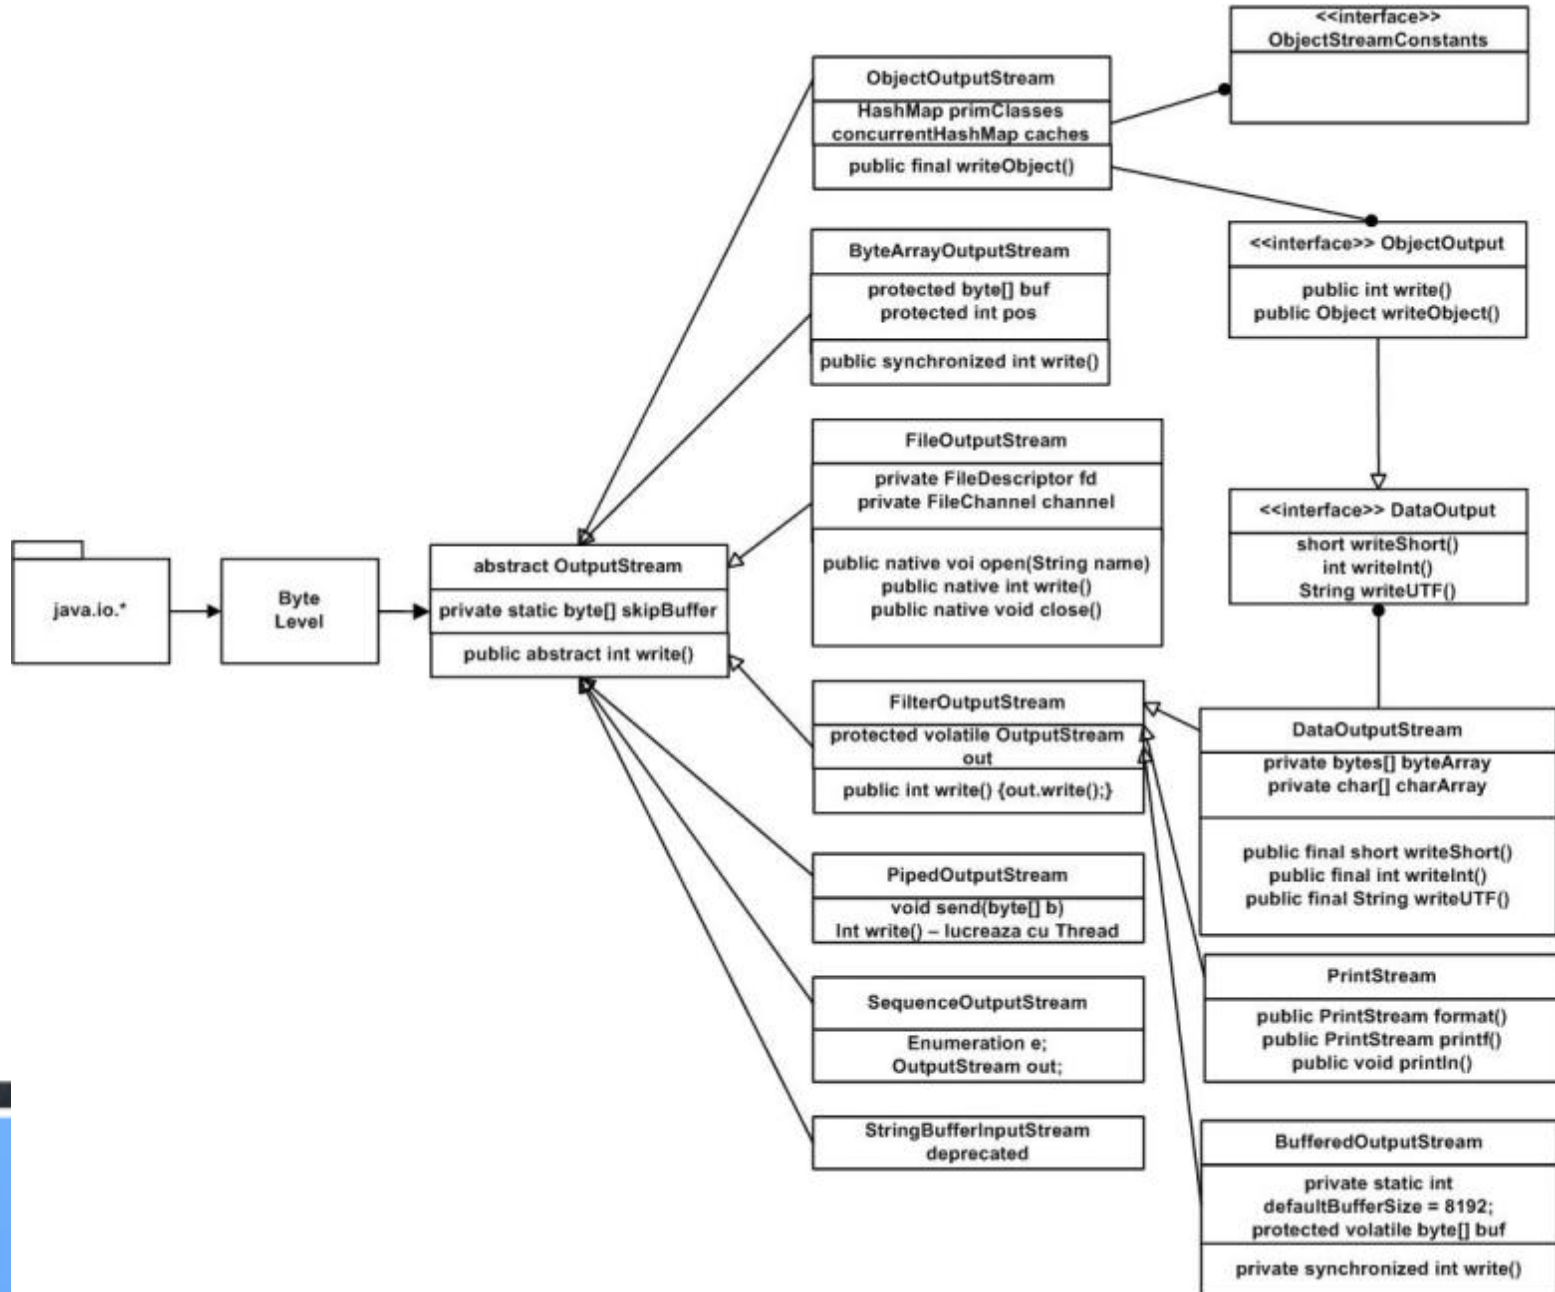 <<interface>>
ObjectStreamConstants
ObjectOutputStream
HashMap primClasses
concurrentHashMap caches
public final writeObject()
<<interface>> ObjectOutput
public int write()
public Object writeObject()
ByteArrayOutputStream
protected byte[] buf
protected int pos
public synchronized int write()
FileOutputStream
private FileDescriptor fd
private FileChannel channel
public native voi open(String name)
public native int write()
public native void close()
<<interface>> DataOutput
short writeShort()
int writeInt()
String writeUTF()
java.io.*
Byte
Level
abstract OutputStream
private static byte[] skipBuffer
public abstract int write()
FilterOutputStream
protected volatile OutputStream
out
public int write() {out.write();}
DataOutputStream
private bytes[] byteArray
private char[] charArray
public final short writeShort()
public final int writeInt()
public final String writeUTF()
PipedOutputStream
void send(byte[] b)
Int write() – lucreaza cu Thread
PrintStream
public PrintStream format()
public PrintStream printf()
public void println()
SequenceOutputStream
Enumeration e;
OutputStream out;
StringBufferInputStream
deprecated
BufferedOutputStream
private static int
defaultBufferSize = 8192;
protected volatile byte[] buf
private synchronized int write()